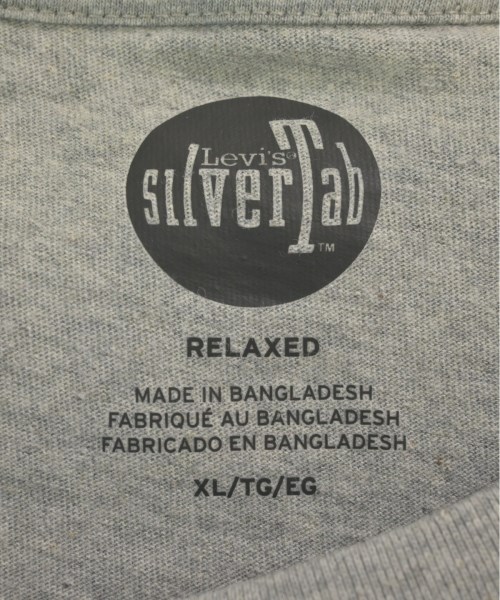 Levi's®
SilverTab
TM
RELAXED
MADE IN BANGLADESH
FABRIQUÉ AU BANGLADESH
FABRICADO EN BANGLADESH
XL/TG/EG